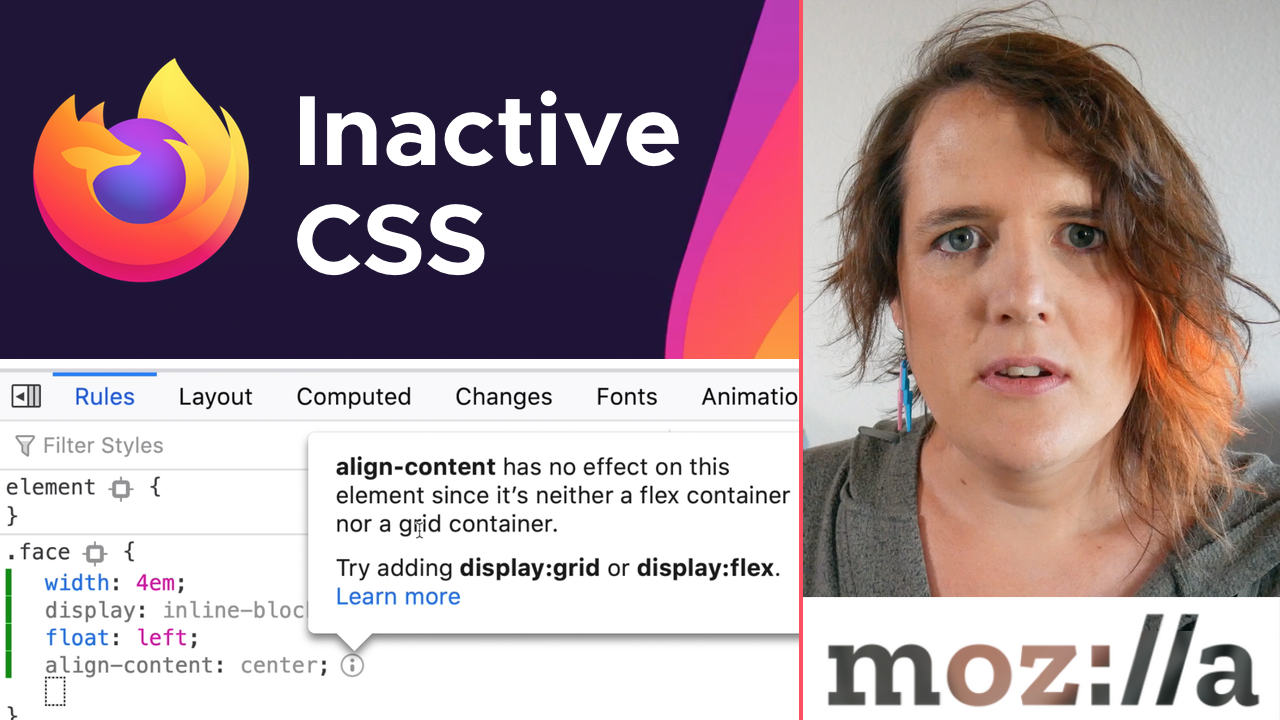 Inactive
CSS
Rules Layout Computed Changes Fonts Animatio
Filter Styles
element {
}
.face {
width: 4em;
display: inline-bloc
float: left;
align-content: center;
}
align-content has no effect on this
element since it’s neither a flex container
nor a grid container.
Try adding display:grid or display:flex.
Learn more
moz://a